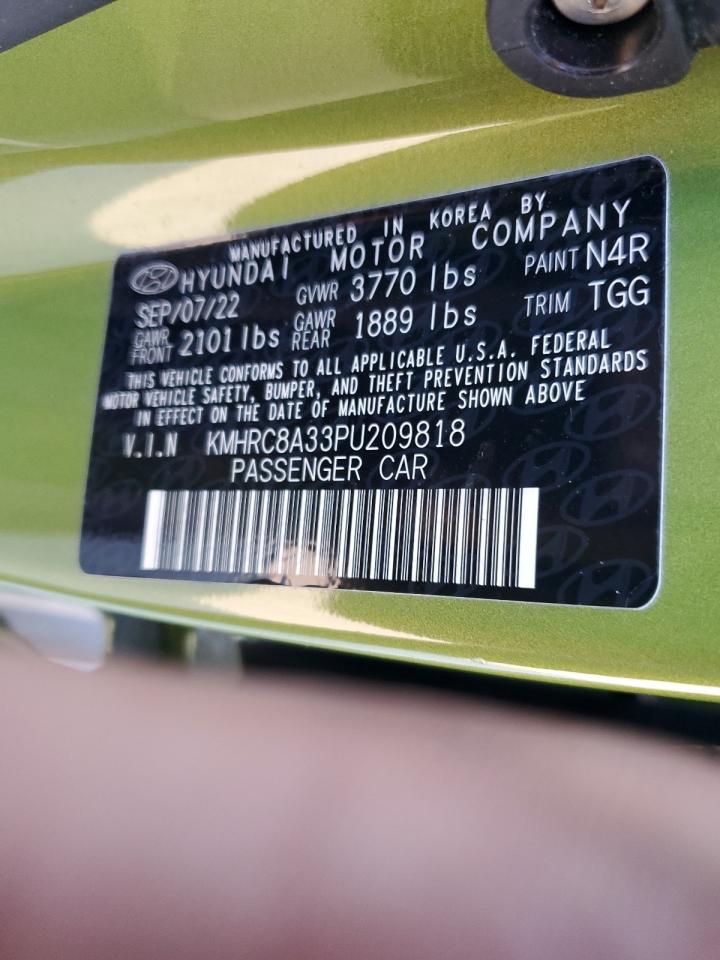 MANUFACTURED IN KOREA BY
HYUNDAI MOTOR COMPANY
SEP/07/22 GVWR 3770 lbs PAINT N4R
GAWR FRONT 2101 lbs GAWR REAR 1889 lbs TRIM TGG
THIS VEHICLE CONFORMS TO ALL APPLICABLE U.S.A. FEDERAL
MOTOR VEHICLE SAFETY, BUMPER, AND THEFT PREVENTION STANDARDS
IN EFFECT ON THE DATE OF MANUFACTURE SHOWN ABOVE
V.I.N KMHRC8A33PU209818
PASSENGER CAR